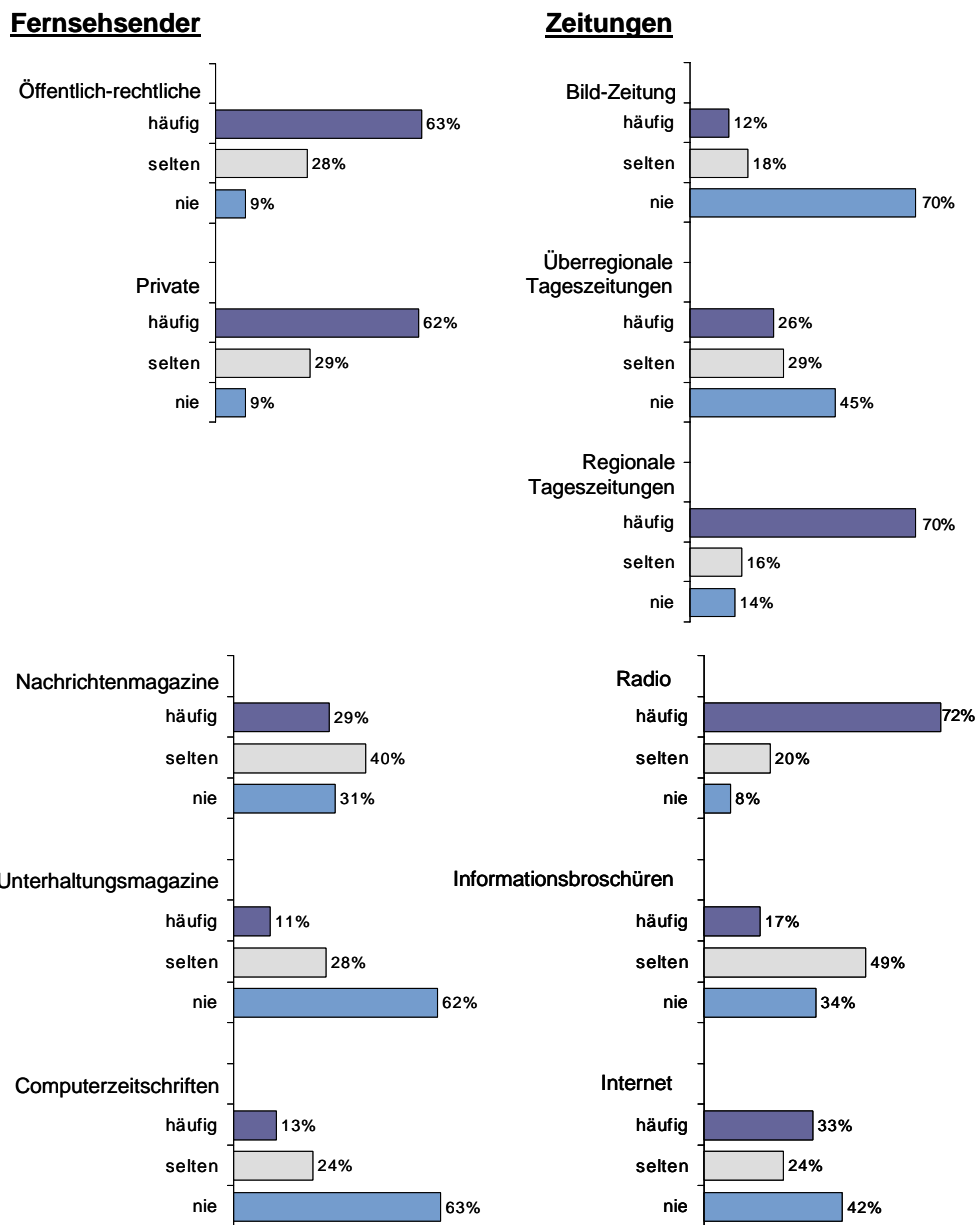 Fernsehsender
Öffentlich-rechtliche
häufig 63%
selten 28%
nie 9%
Private
häufig 62%
selten 29%
nie 9%
Zeitungen
Bild-Zeitung
häufig 12%
selten 18%
nie 70%
Überregionale
Tageszeitungen
häufig 26%
selten 29%
nie 45%
Regionale
Tageszeitungen
häufig 70%
selten 16%
nie 14%
Nachrichtenmagazine
häufig 29%
selten 40%
nie 31%
Unterhaltungsmagazine
häufig 11%
selten 28%
nie 62%
Computerzeitschriften
häufig 13%
selten 24%
nie 63%
Radio
häufig 72%
selten 20%
nie 8%
Informationsbroschüren
häufig 17%
selten 49%
nie 34%
Internet
häufig 33%
selten 24%
nie 42%